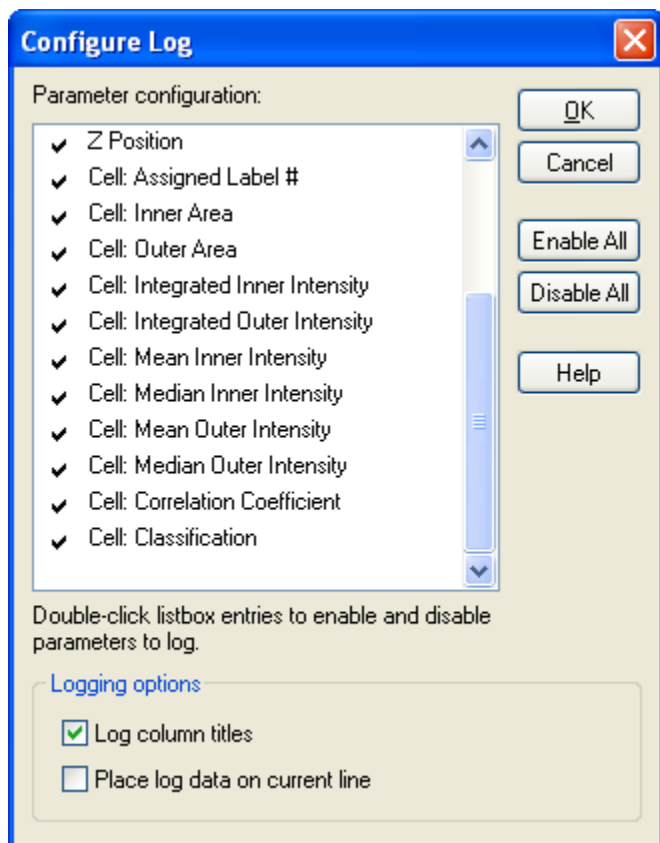 Configure Log
Parameter configuration:
OK
Cancel
Enable All
Disable All
Help
Z Position
Cell: Assigned Label #
Cell: Inner Area
Cell: Outer Area
Cell: Integrated Inner Intensity
Cell: Integrated Outer Intensity
Cell: Mean Inner Intensity
Cell: Median Inner Intensity
Cell: Mean Outer Intensity
Cell: Median Outer Intensity
Cell: Correlation Coefficient
Cell: Classification
Double-click listbox entries to enable and disable
parameters to log.
Logging options
Log column titles
Place log data on current line